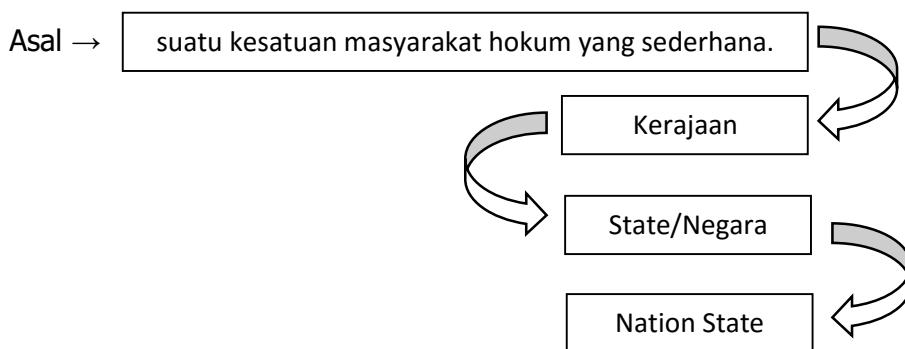 Asal → suatu kesatuan masyarakat hokum yang sederhana.
Kerajaan
State/Negara
Nation State